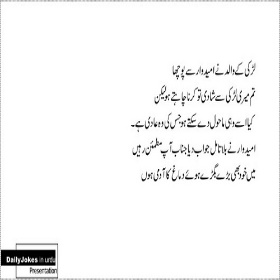 لڑکی کے والد نے امیدوار سے پوچھا
تم میری لڑکی سے شادی تو کرنا چاہتے ہو لیکن
کیا اسے وہی ماحول دے سکتے ہو جس کی وہ عادی ہے۔
امیدوار نے بلا تامل جواب دیا جناب آپ مطمئن رہیں
میں خود بھی بڑے بگڑے ہوئے دماغ کا آدمی ہوں
DailyJokes in urdu
Presentation